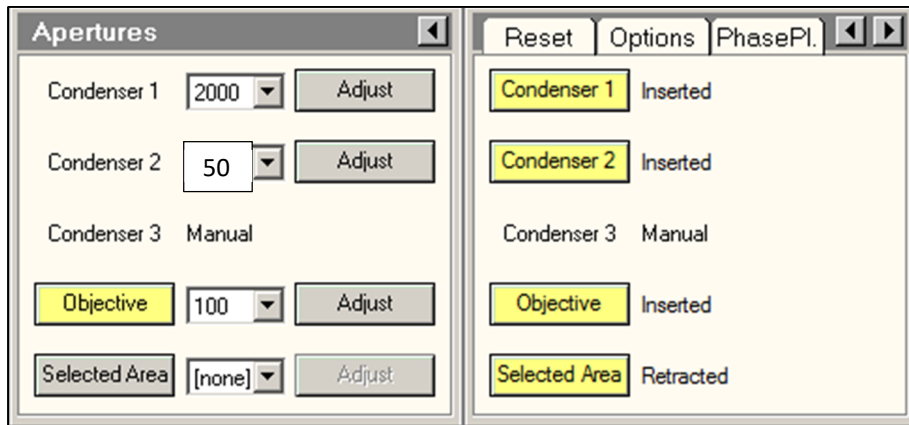 Apertures
Condenser 1 2000 Adjust
Condenser 2 50 Adjust
Condenser 3 Manual
Objective 100 Adjust
Selected Area [none] Adjust
Reset Options PhasePl.
Condenser 1 Inserted
Condenser 2 Inserted
Condenser 3 Manual
Objective Inserted
Selected Area Retracted